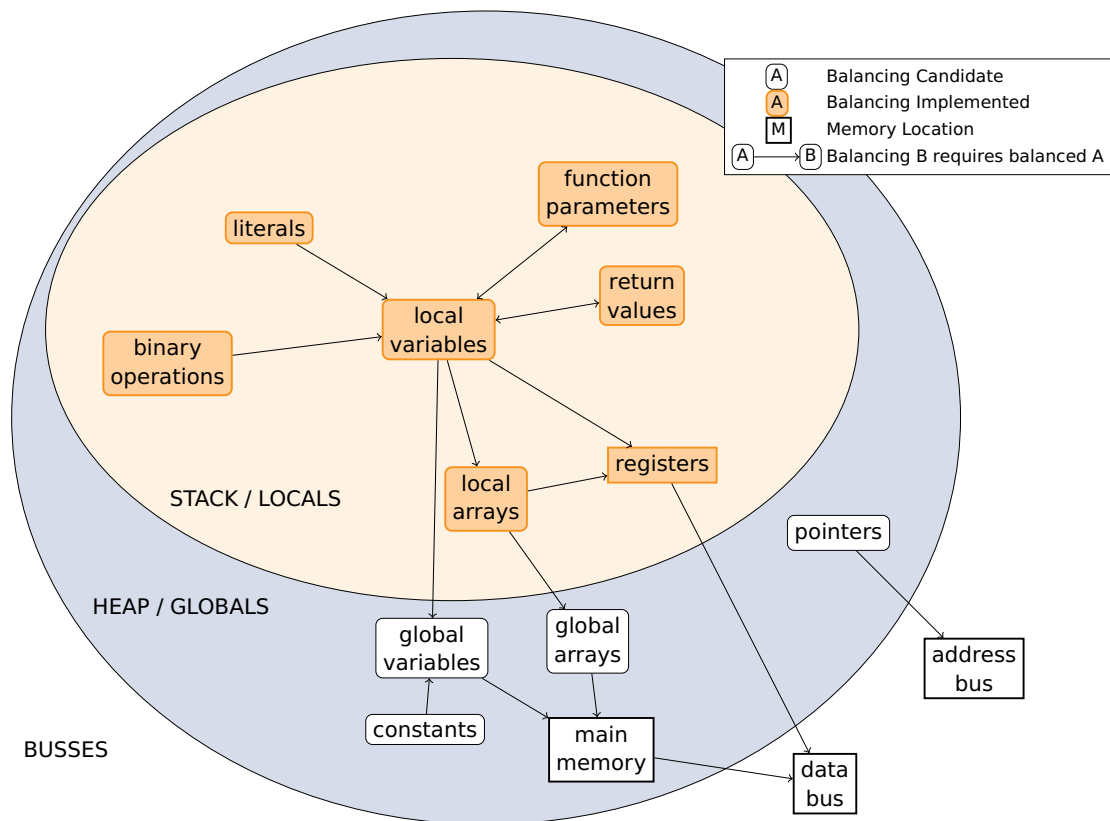 A Balancing Candidate
A Balancing Implemented
M Memory Location
A B Balancing B requires balanced A
function
parameters
literals
return
values
local
variables
binary
operations
registers
local
arrays
STACK / LOCALS
pointers
HEAP / GLOBALS
global
variables
global
arrays
address
bus
constants
main
memory
BUSSES
data
bus